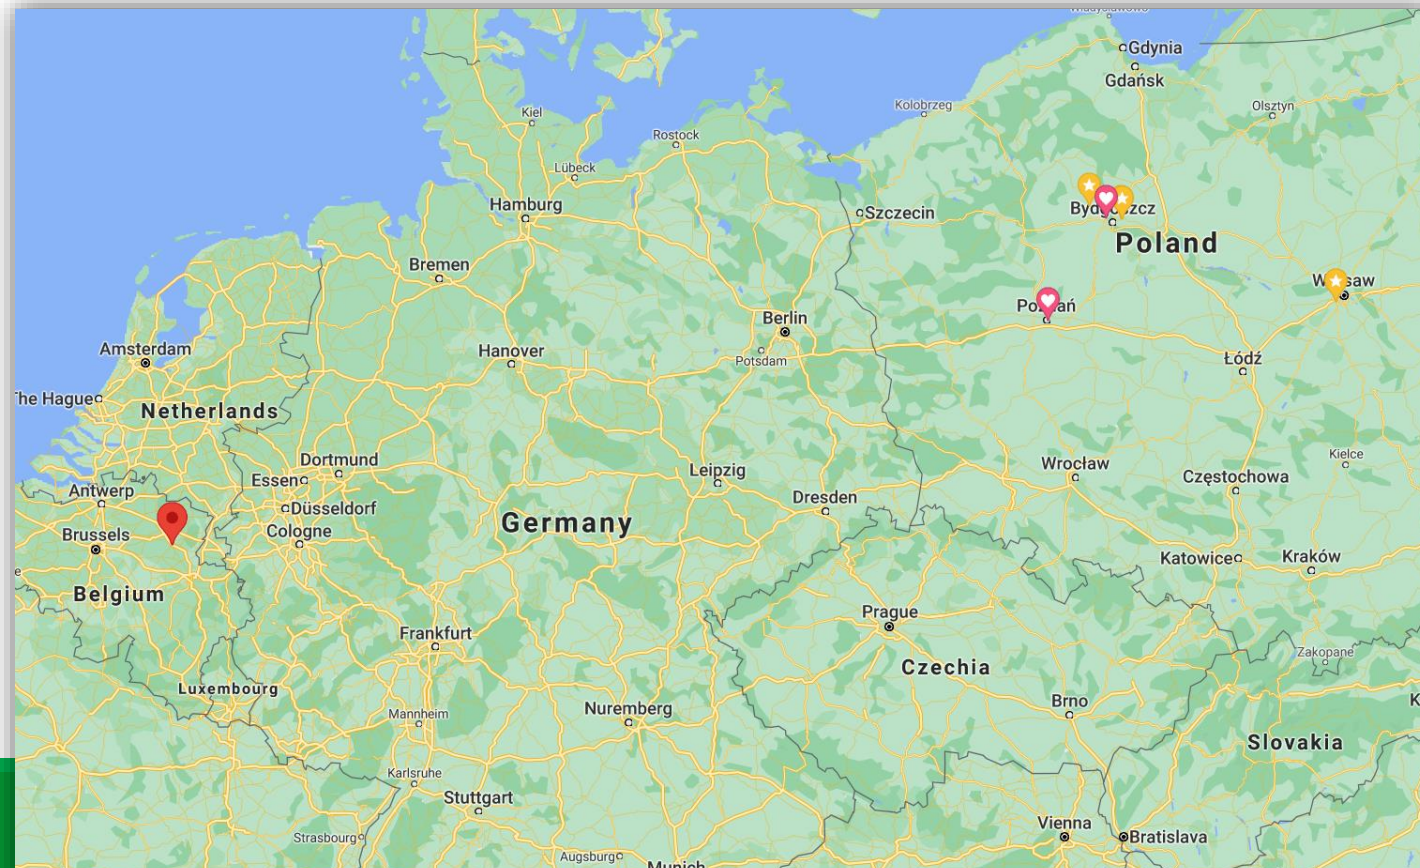 Gdynia
Gdańsk
Kołobrzeg
Olsztyn
Kiel
Rostock
Lübeck
Hamburg
Szczecin
Poland
Bremen
Berlin
Hanover
Potsdam
Amsterdam
Łódź
The Hague
Netherlands
Dortmund
Essen
Leipzig
Wrocław
Kielce
Częstochowa
Antwerp
Düsseldorf
Dresden
Germany
Brussels
Cologne
Katowice
Kraków
Belgium
Prague
Frankfurt
Zakopane
Czechia
Luxembourg
Brno
Nuremberg
Mannheim
Slovakia
Karlsruhe
Stuttgart
Vienna
Bratislava
Strasbourg
Augsburg